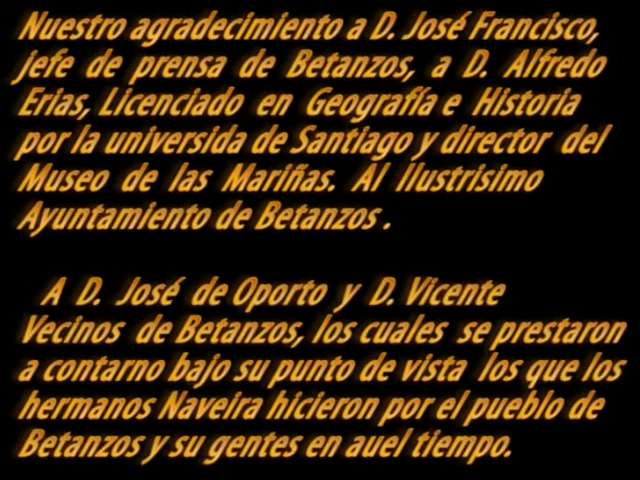 Nuestro agradecimiento a D. José Francisco,
jefe de prensa de Betanzos, a D. Alfredo
Erias, Licenciado en Geografía e Historia
por la universida de Santiago y director del
Museo de las Mariñas. Al Ilustrisimo
Ayuntamiento de Betanzos .
A D. José de Oporto y D. Vicente
Vecinos de Betanzos, los cuales se prestaron
a contarno bajo su punto de vista los que los
hermanos Naveira hicieron por el pueblo de
Betanzos y su gentes en auel tiempo.